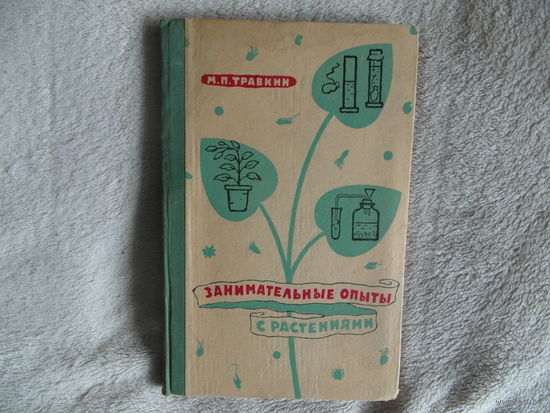 М.П.ТРАВКИН
ЗАНИМАТЕЛЬНЫЕ ОПЫТЫ
С РАСТЕНИЯМИ